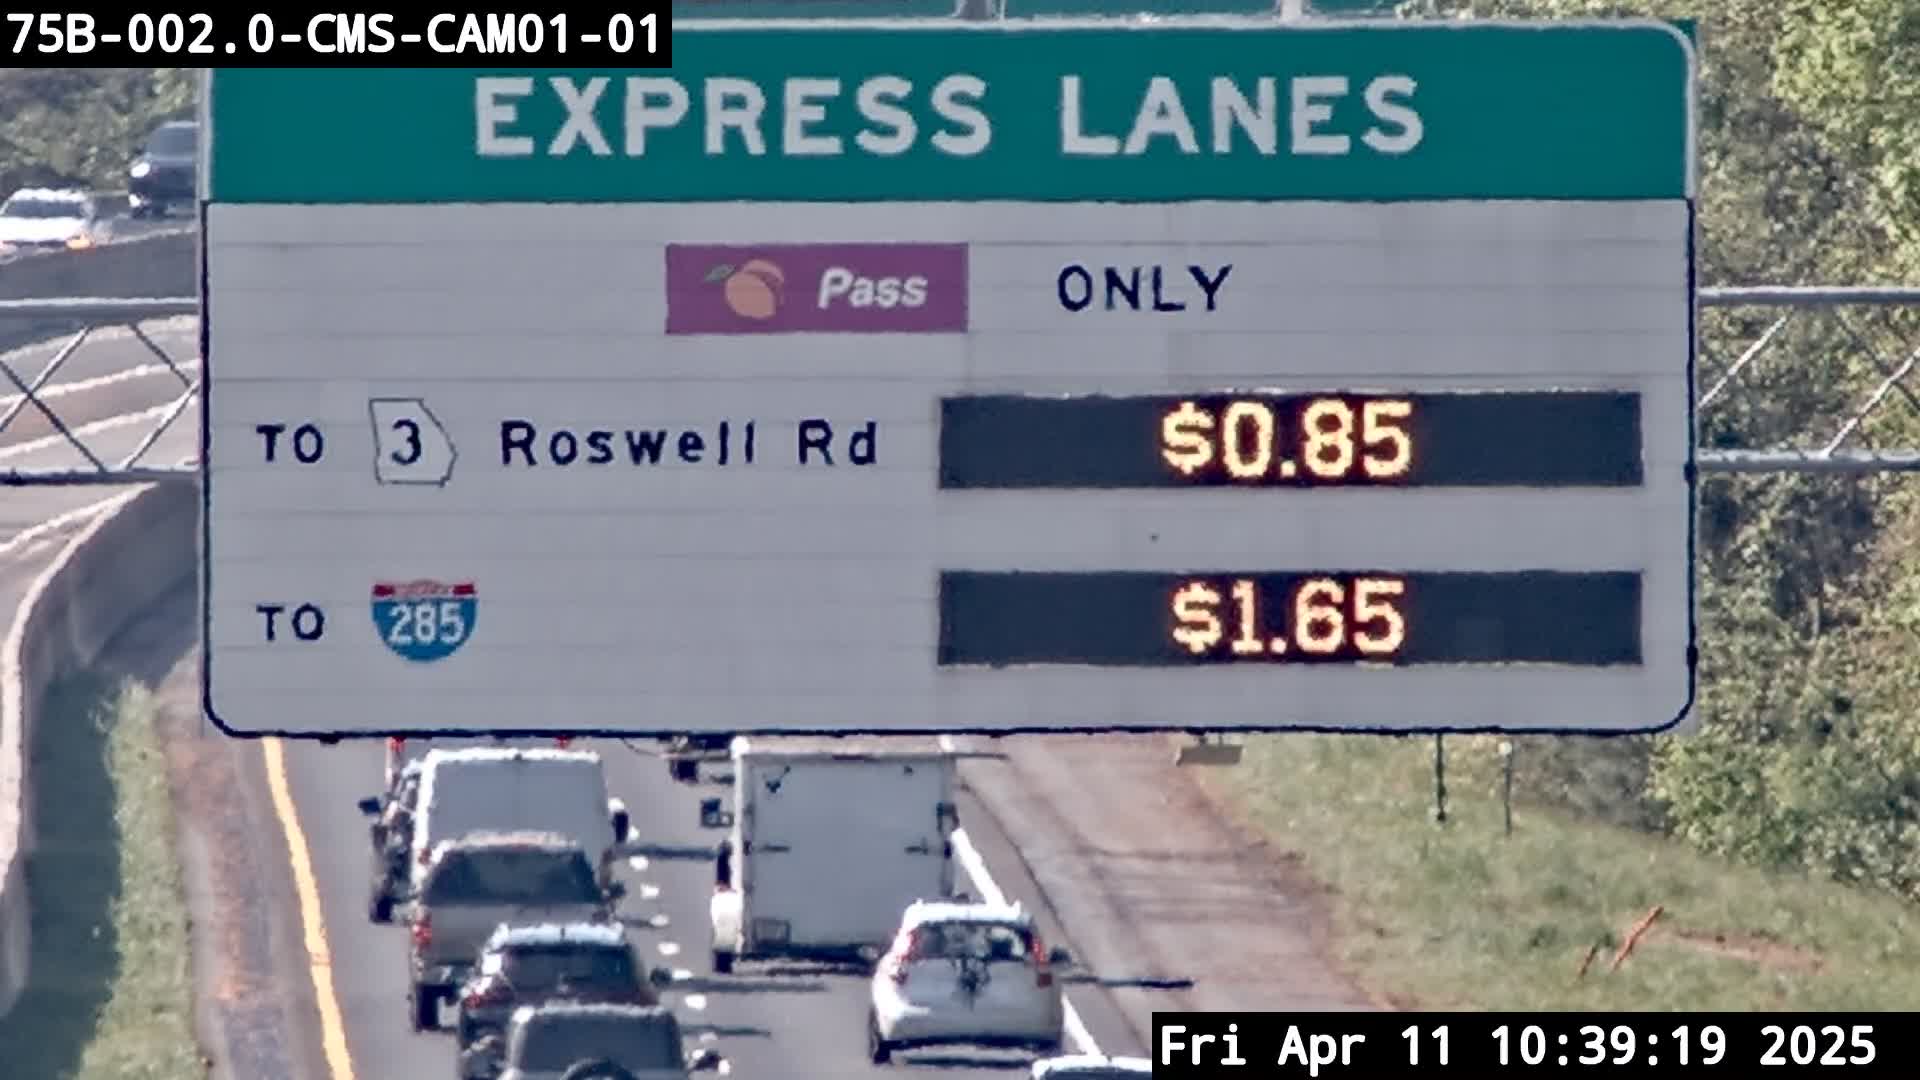 75B-002.0-CMS-CAM01-01
EXPRESS LANES
Pass ONLY
TO 3 Roswell Rd $0.85
TO 285 $1.65
Fri Apr 11 10:39:19 2025